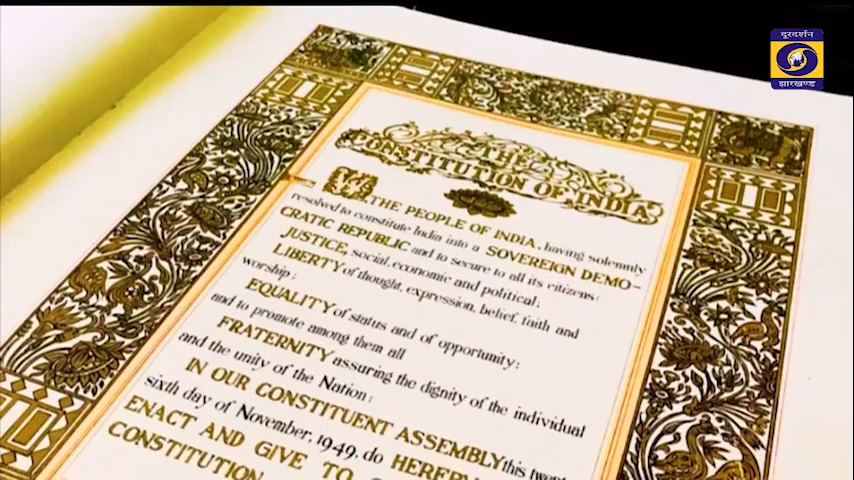 दूरदर्शन
झारखण्ड
THE
CONSTITUTION OF INDIA
WE, THE PEOPLE OF INDIA, having solemnly
resolved to constitute India into a SOVEREIGN DEMO-
CRATIC REPUBLIC and to secure to all its citizens:
JUSTICE, social, economic and political;
LIBERTY of thought, expression, belief, faith and
worship;
EQUALITY of status and of opportunity;
and to promote among them all
FRATERNITY assuring the dignity of the individual
and the unity of the Nation;
IN OUR CONSTITUENT ASSEMBLY this
sixth day of November, 1949, do
ENACT AND GIVE TO
CONSTITUTION